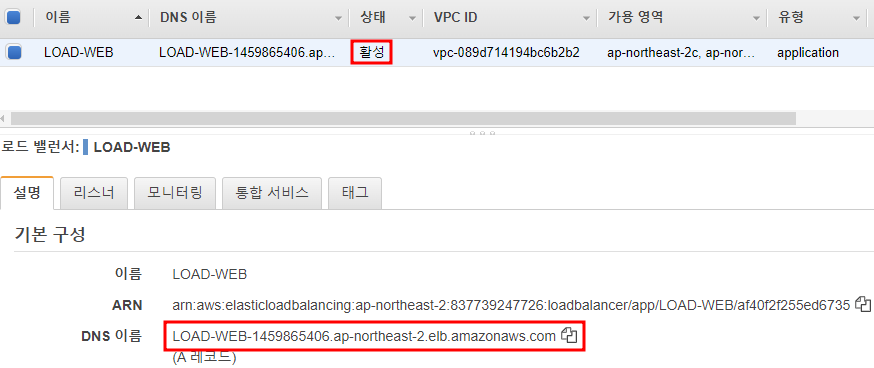 이름 DNS 이름 상태 VPC ID 가용 영역 유형
LOAD-WEB LOAD-WEB-1459865406.ap... 활성 vpc-089d714194bc6b2b2 ap-northeast-2c, ap-nor... application
로드 밸런서: LOAD-WEB
설명 리스너 모니터링 통합 서비스 태그
기본 구성
이름 LOAD-WEB
ARN arn:aws:elasticloadbalancing:ap-northeast-2:837739247726:loadbalancer/app/LOAD-WEB/af40f2f255ed6735
DNS 이름 LOAD-WEB-1459865406.ap-northeast-2.elb.amazonaws.com
(A 레코드)